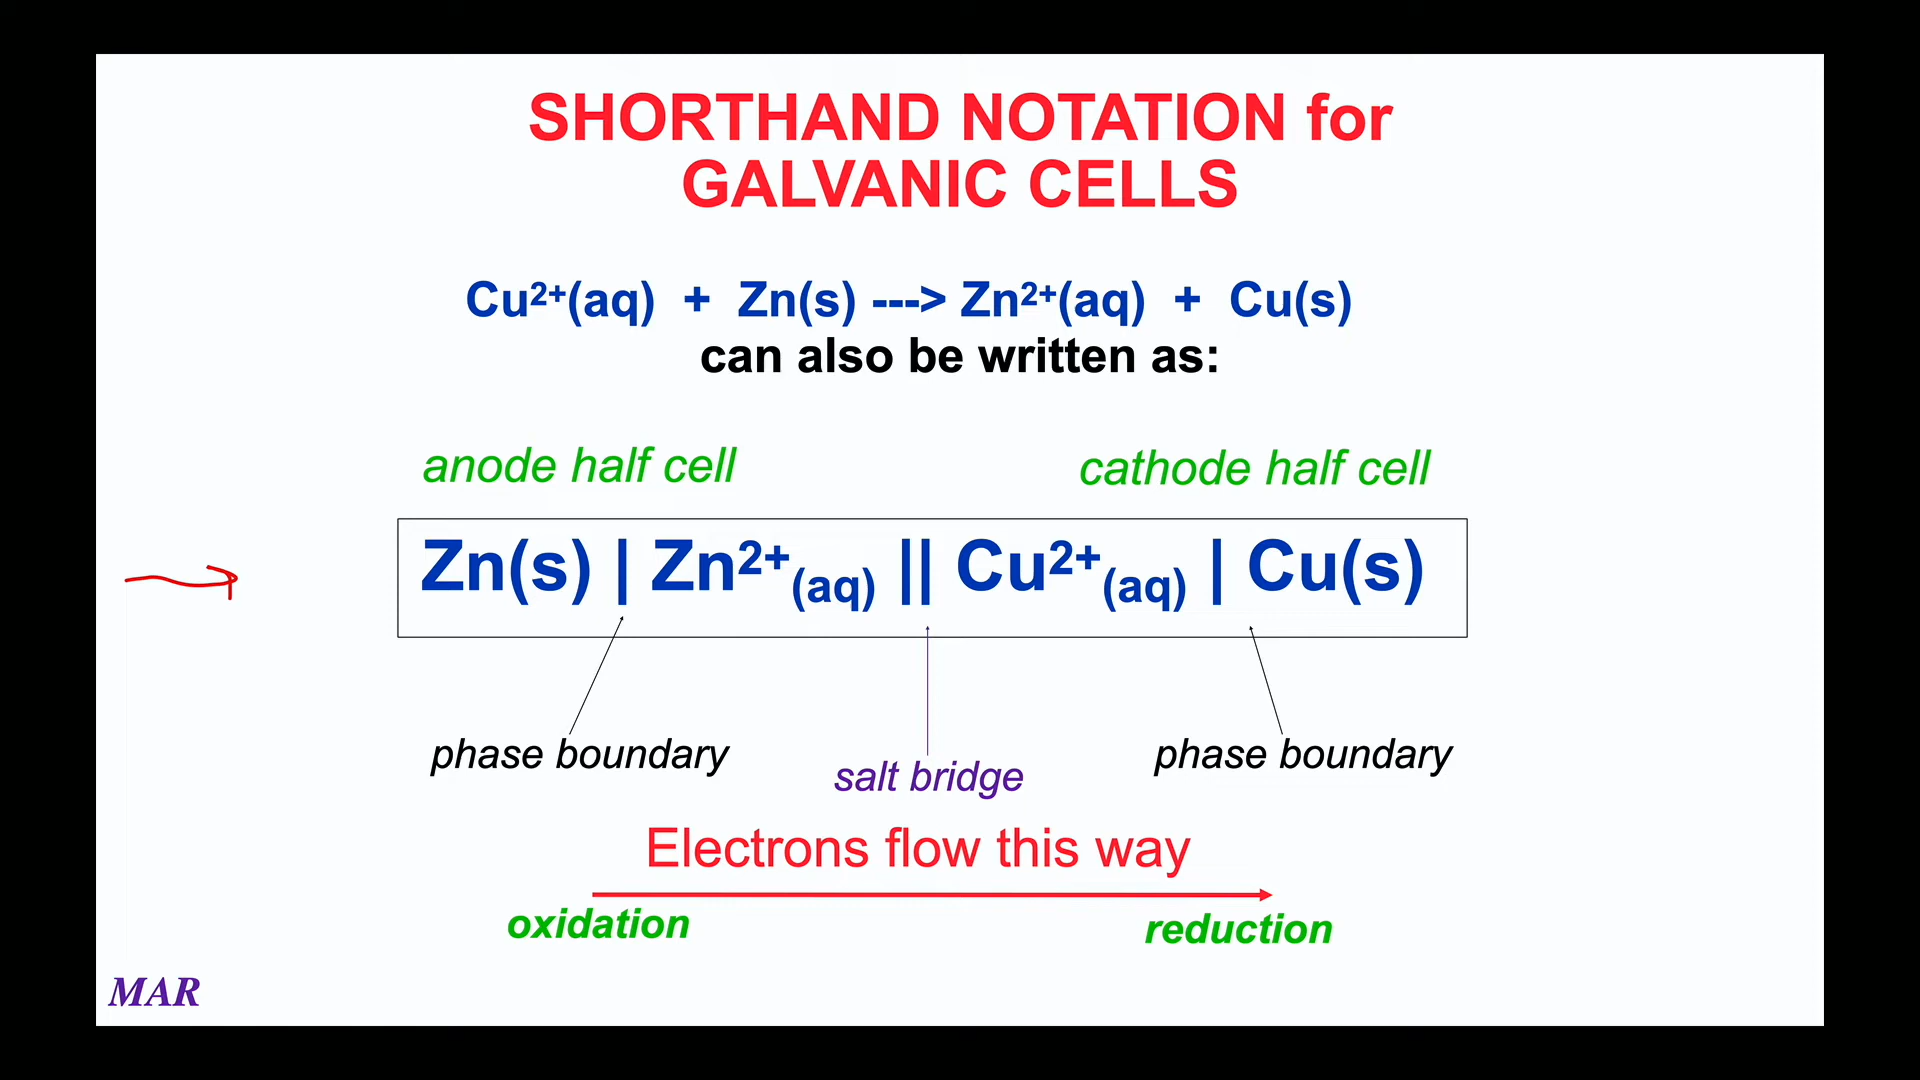 SHORTHAND NOTATION for
GALVANIC CELLS
Cu²⁺(aq) + Zn(s) ---> Zn²⁺(aq) + Cu(s)
can also be written as:
anode half cell cathode half cell
Zn(s) | Zn²⁺(aq) || Cu²⁺(aq) | Cu(s)
phase boundary salt bridge phase boundary
Electrons flow this way
oxidation reduction
MAR